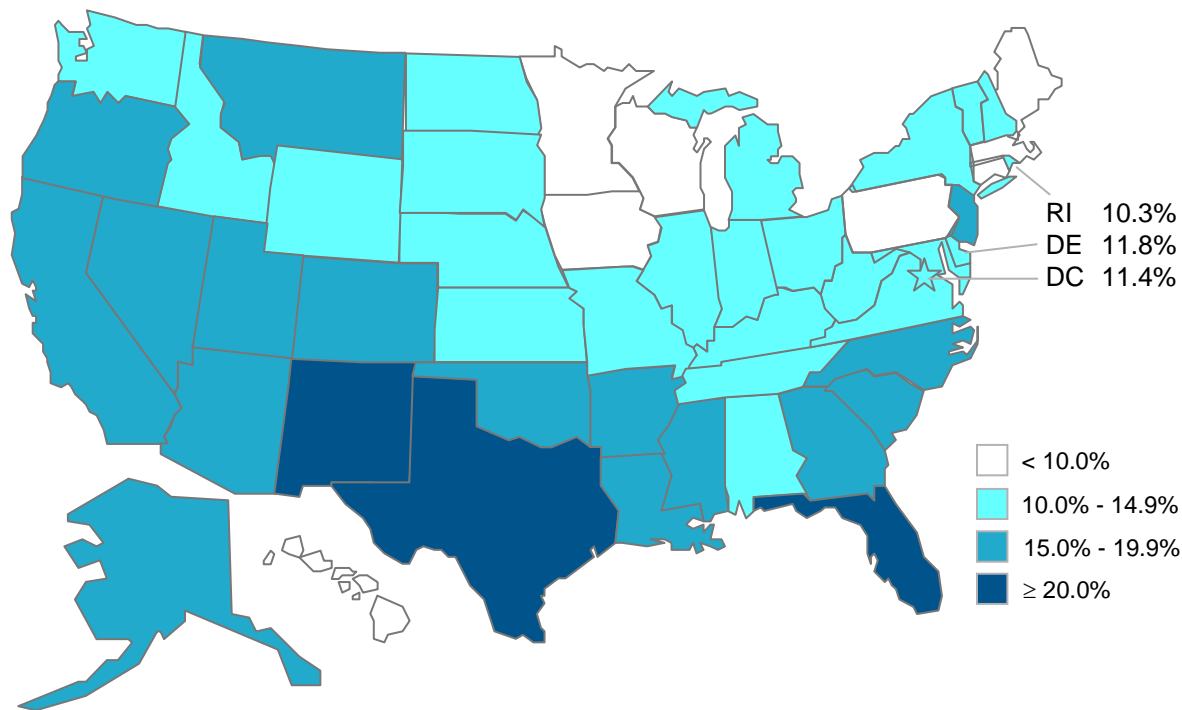 RI 10.3%
DE 11.8%
DC 11.4%
< 10.0%
10.0% - 14.9%
15.0% - 19.9%
≥ 20.0%